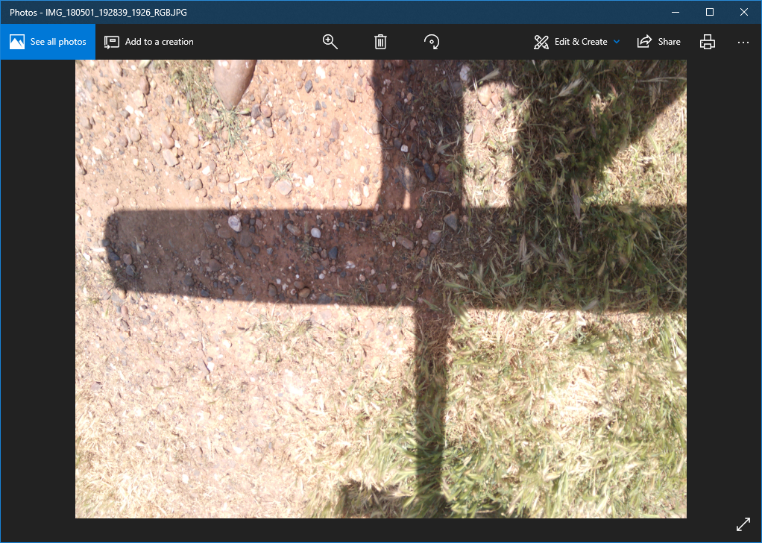 Photos - IMG_180501_192839_1926_RGB.JPG
See all photos
Add to a creation
Edit & Create
Share